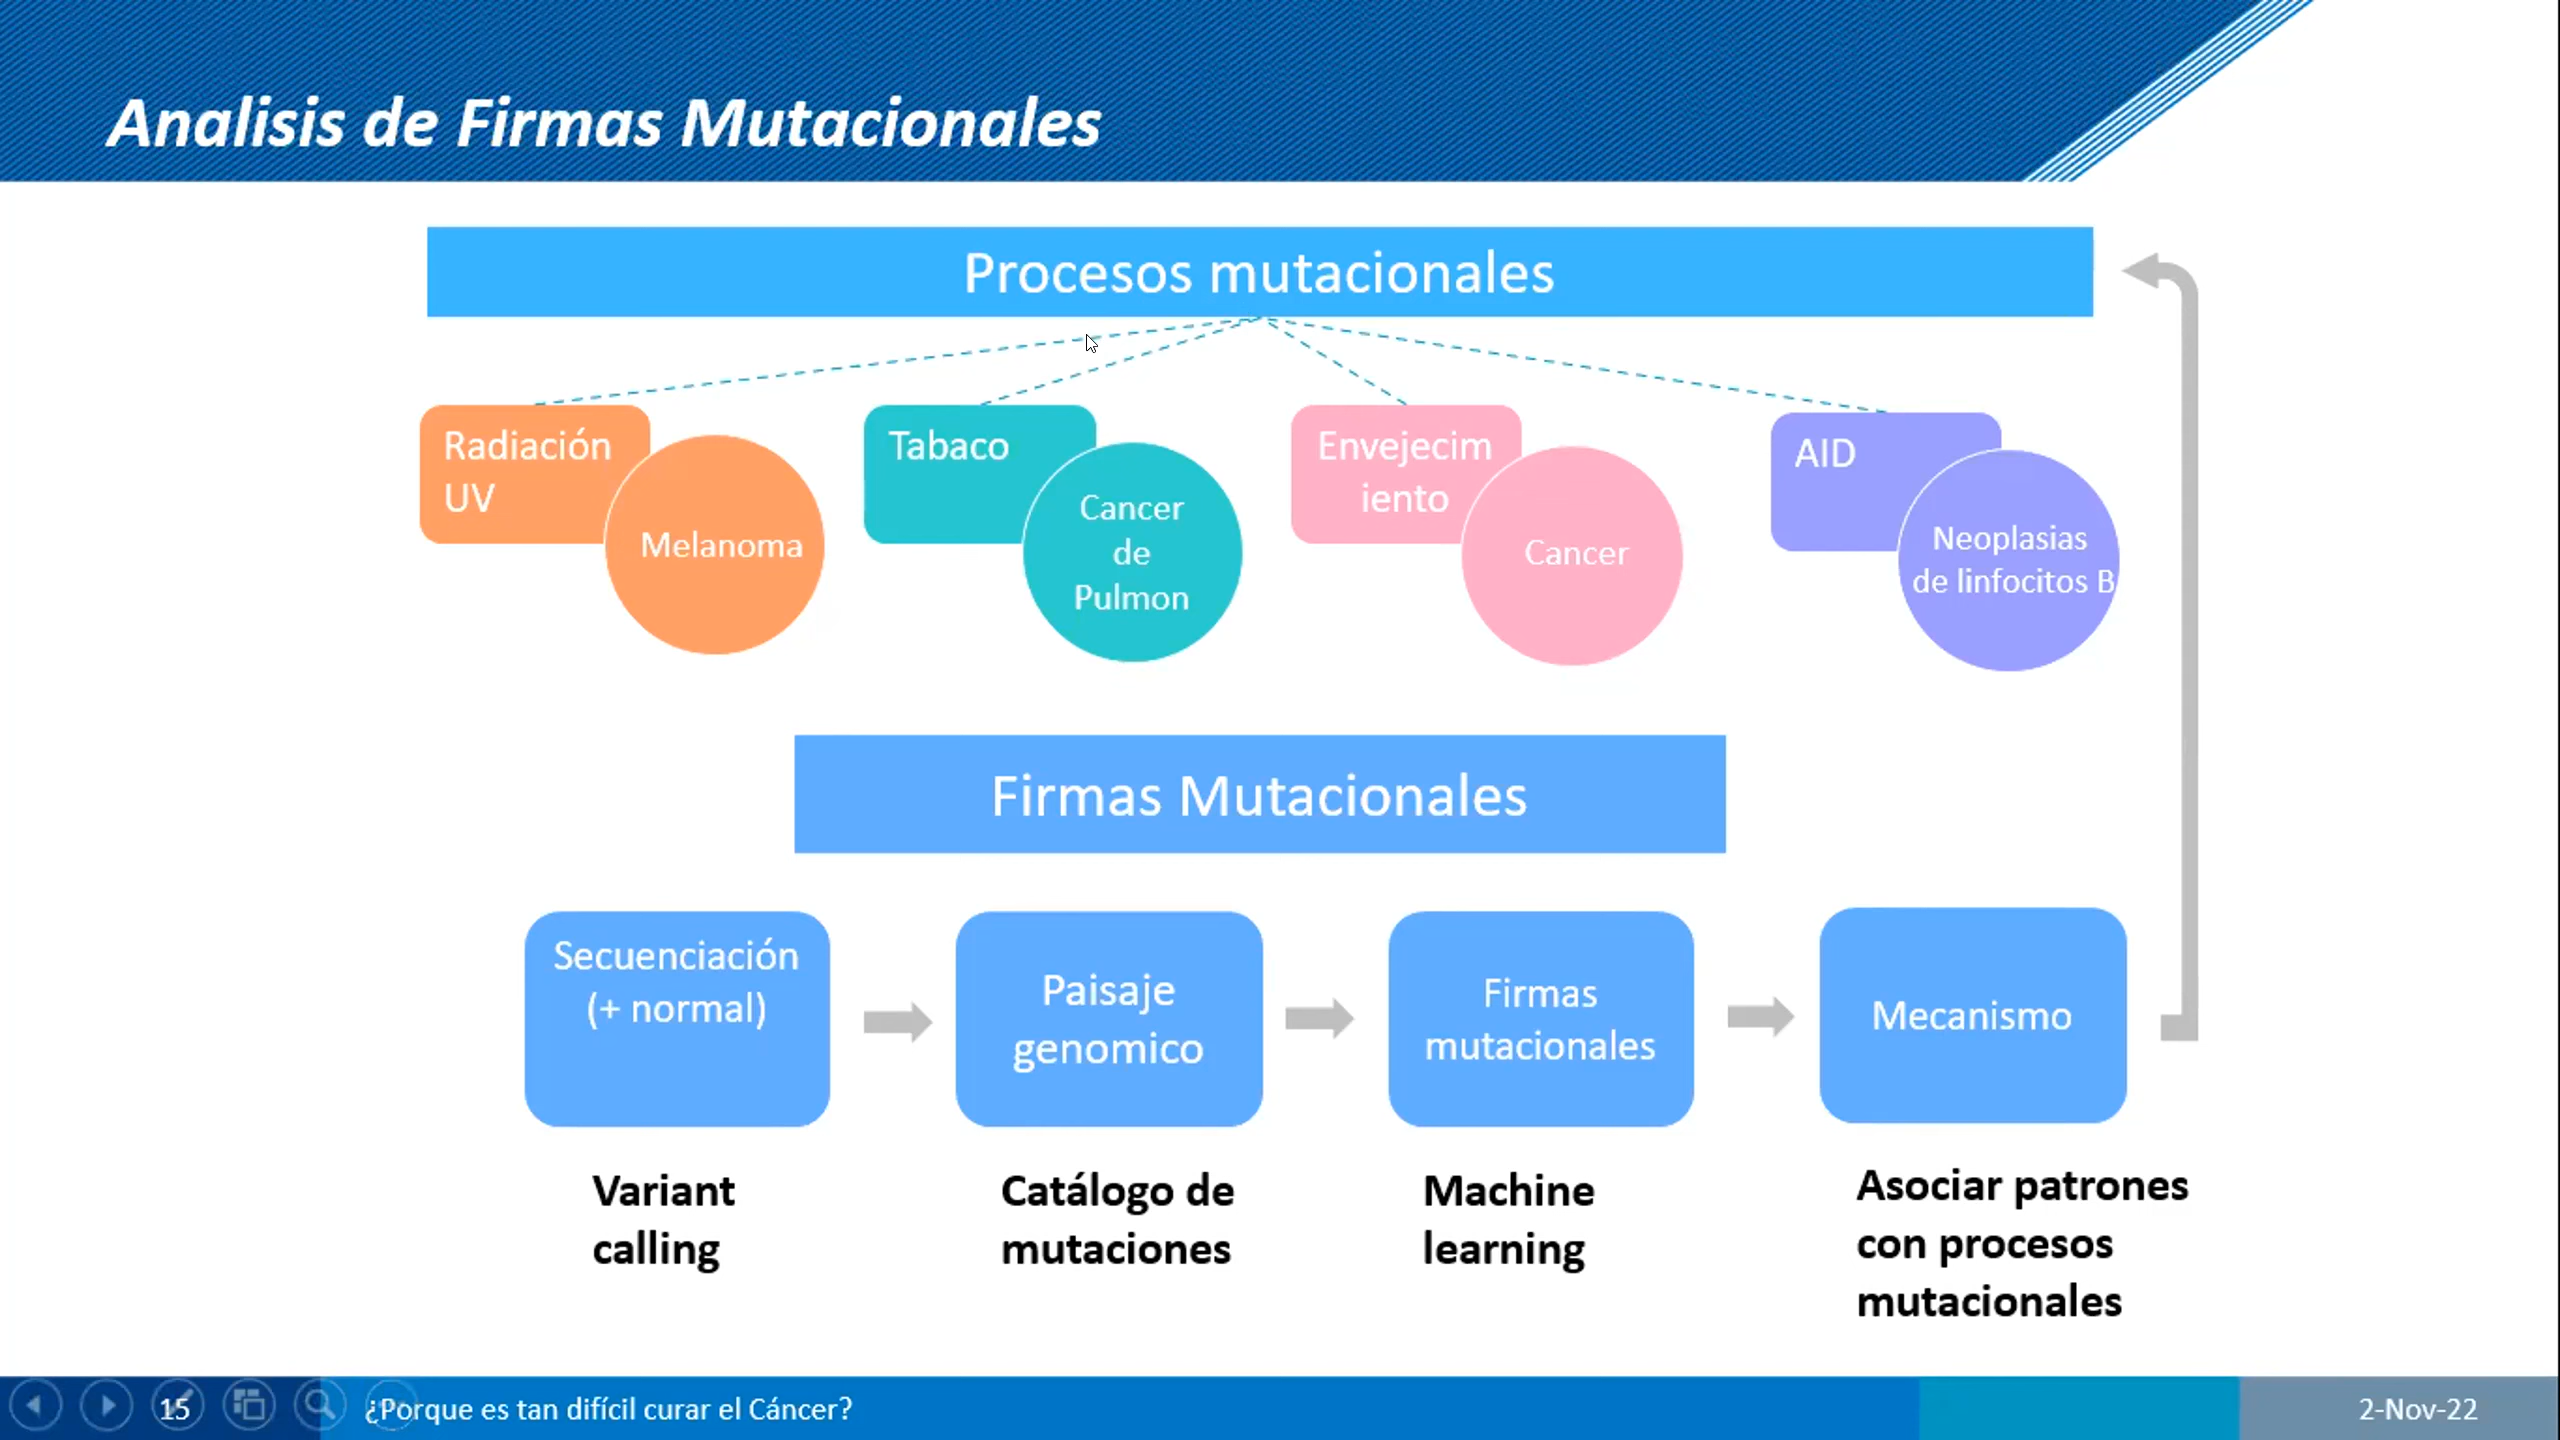 Analisis de Firmas Mutacionales
Procesos mutacionales
Radiación
UV
Melanoma
Tabaco
Cancer
de
Pulmon
Envejecim
iento
Cancer
AID
Neoplasias
de linfocitos B
Firmas Mutacionales
Secuenciación
(+ normal)
Paisaje
genomico
Firmas
mutacionales
Mecanismo
Variant
calling
Catálogo de
mutaciones
Machine
learning
Asociar patrones
con procesos
mutacionales
15
¿Porque es tan difícil curar el Cáncer?
2-Nov-22